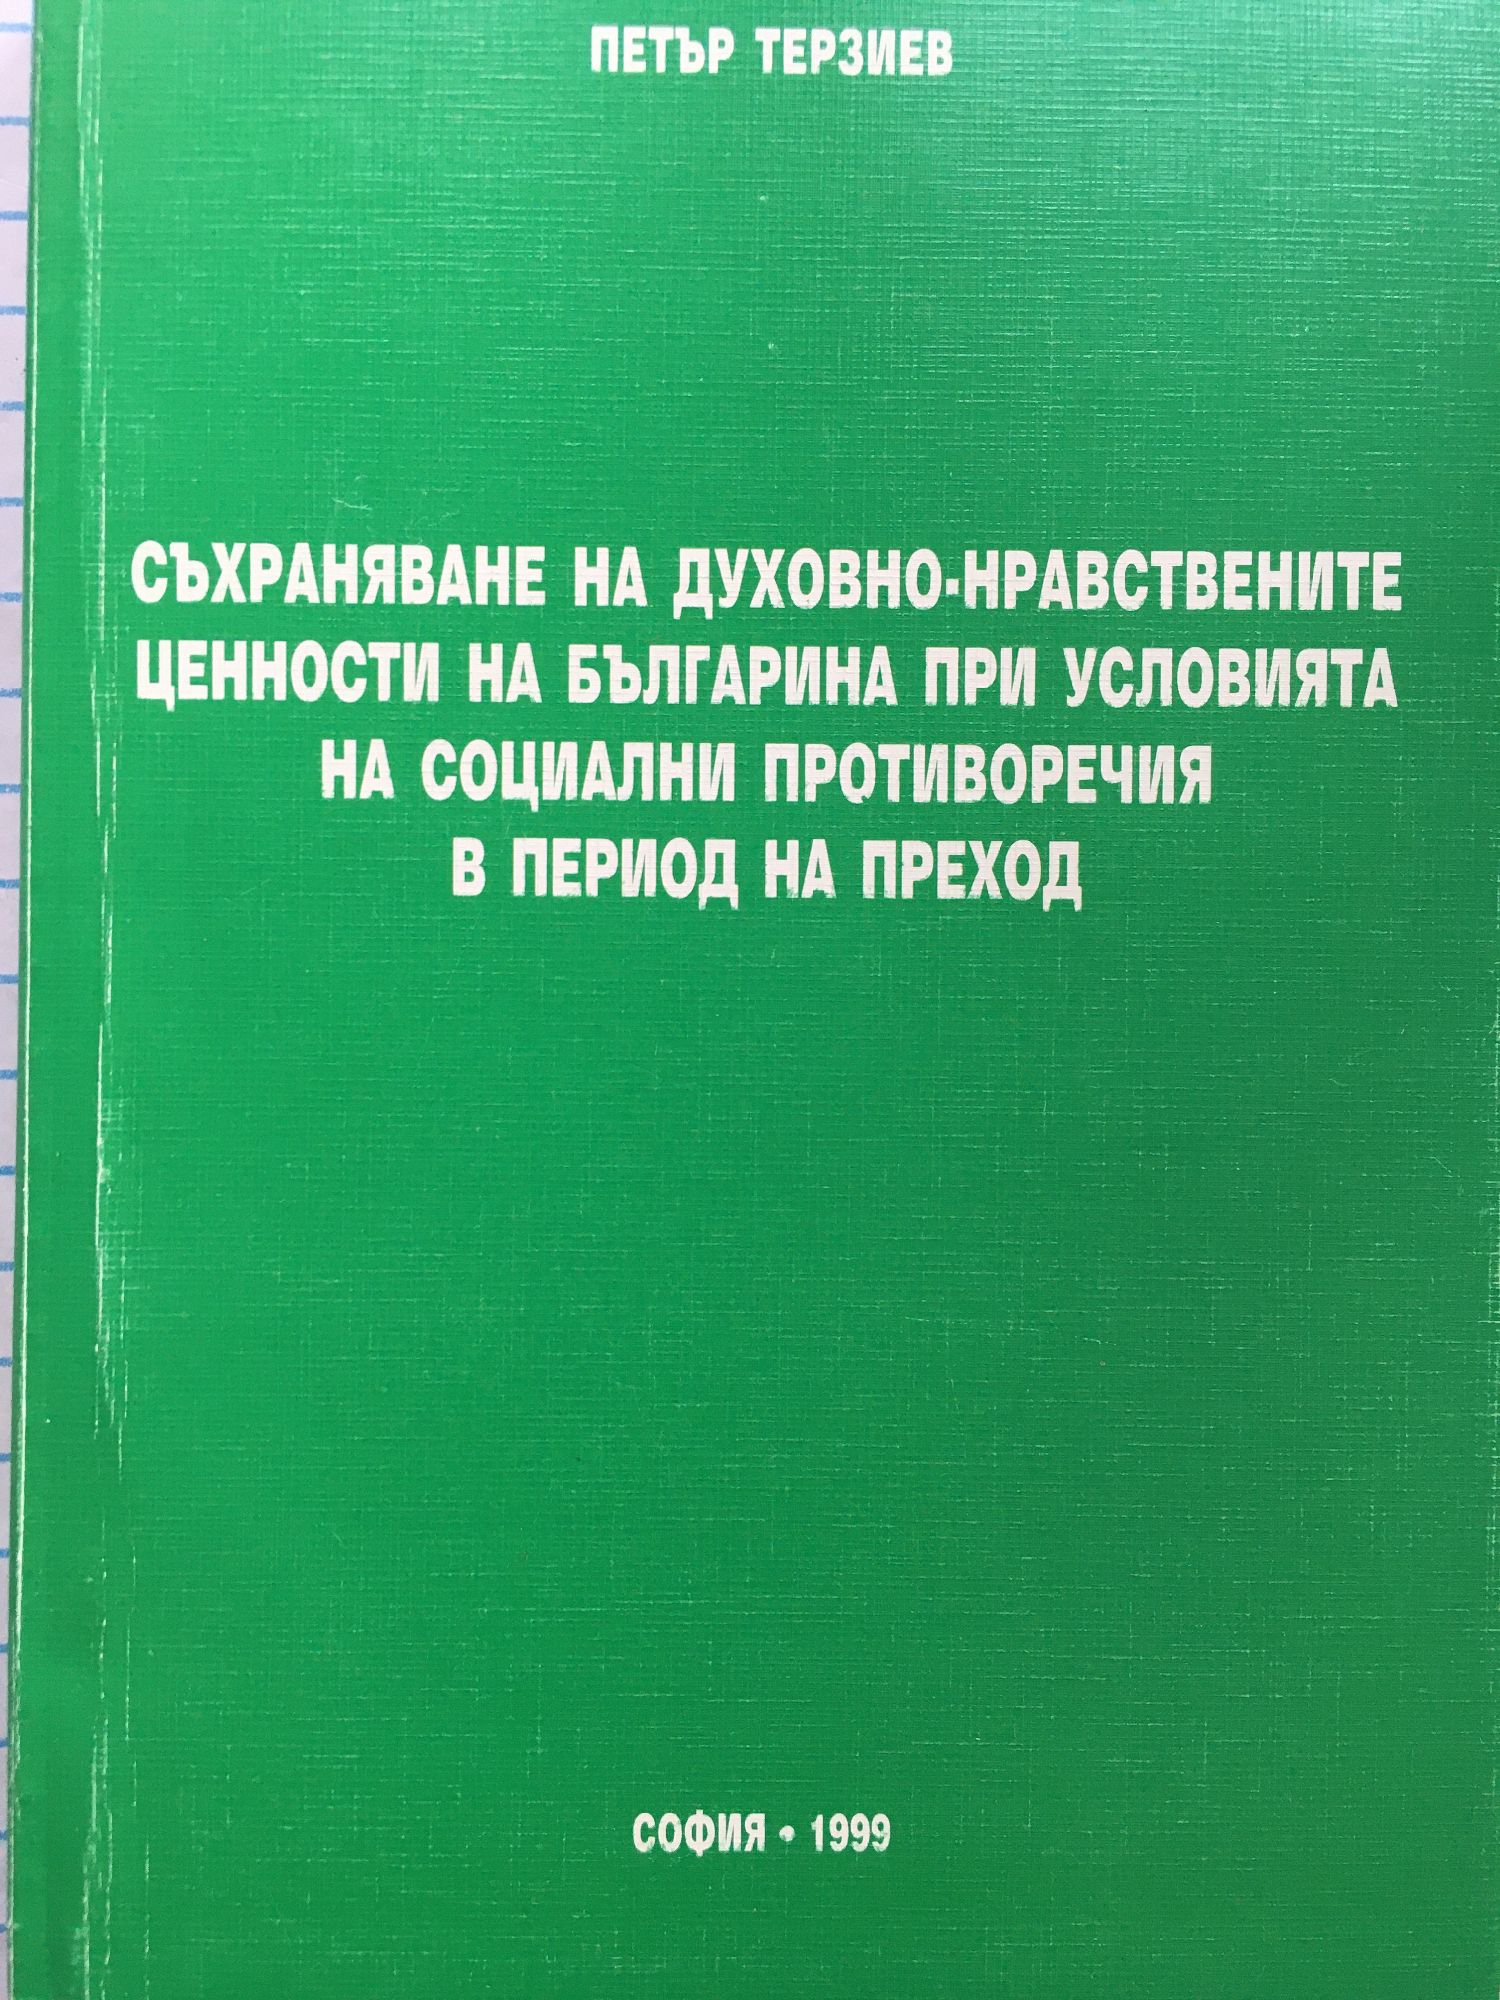 ПЕТЪР ТЕРЗИЕВ
СЪХРАНЯВАНЕ НА ДУХОВНО-НРАВСТВЕНИТЕ
ЦЕННОСТИ НА БЪЛГАРИНА ПРИ УСЛОВИЯТА
НА СОЦИАЛНИ ПРОТИВОРЕЧИЯ
В ПЕРИОД НА ПРЕХОД
СОФИЯ • 1999